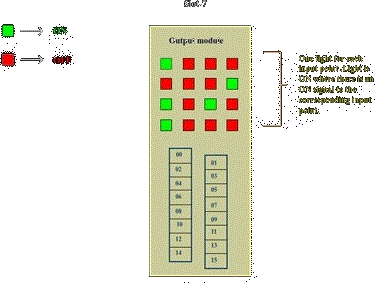 Slot-7
ON
OFF
Output module
One light for each
input point. Light is
ON where there is an
ON signal to the
corresponding input
point.
00
02
04
06
08
10
12
14
01
03
05
07
09
11
13
15